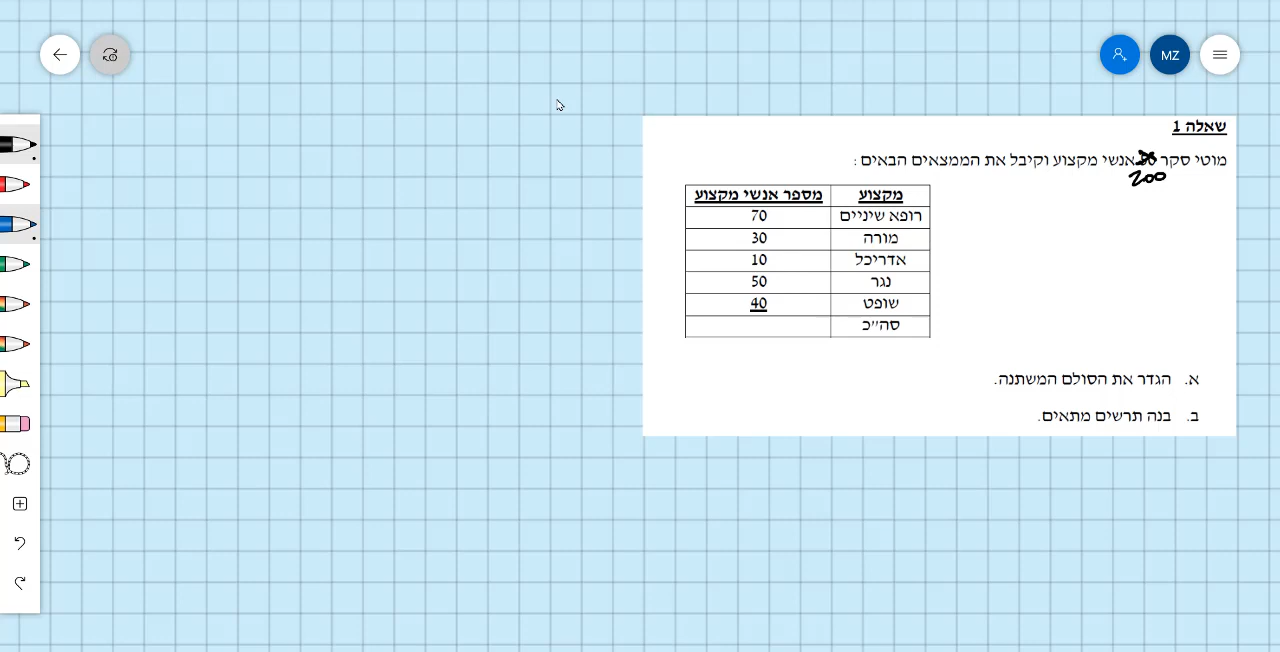 MZ
שאלה 1
מוטי סקר אנשי מקצוע וקיבל את הממצאים הבאים :
200
מקצוע מספר אנשי מקצוע
רופא שיניים 70
מורה 30
אדריכל 10
נגר 50
שופט 40
סה״כ
א. הגדר את הסולם המשתנה.
ב. בנה תרשים מתאים.